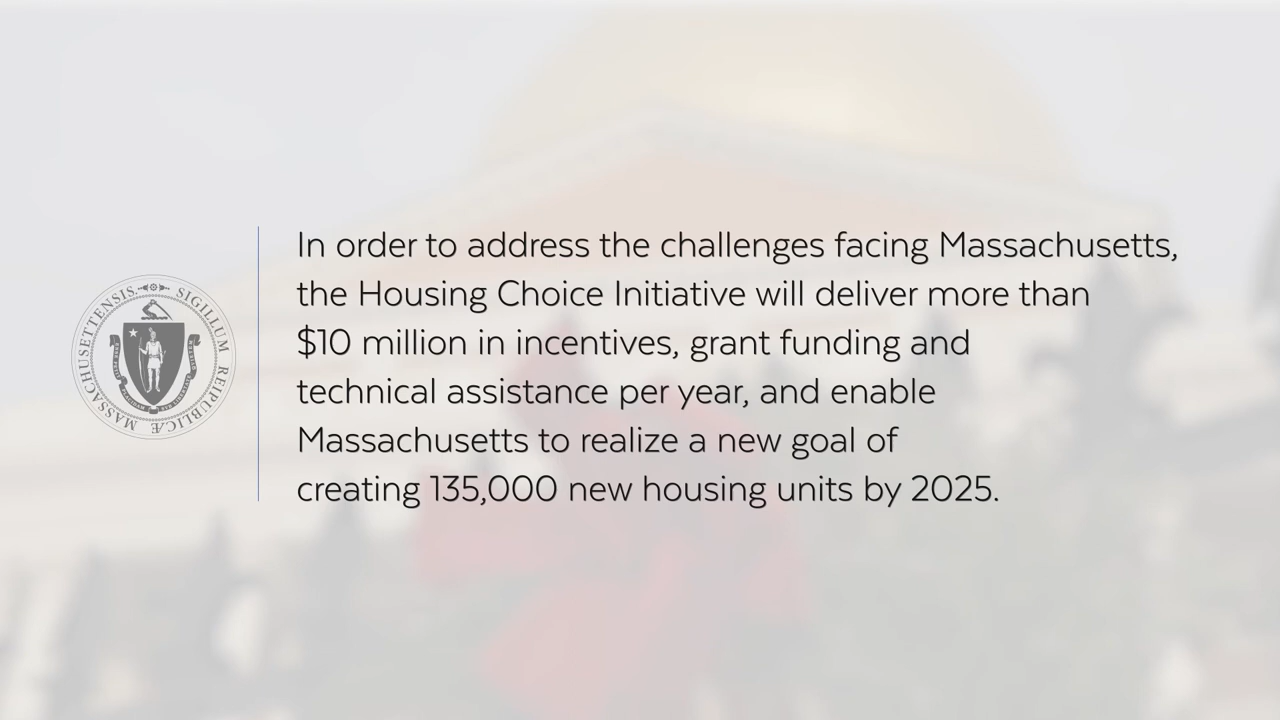 In order to address the challenges facing Massachusetts,
the Housing Choice Initiative will deliver more than
$10 million in incentives, grant funding and
technical assistance per year, and enable
Massachusetts to realize a new goal of
creating 135,000 new housing units by 2025.
SIGILLUM REIPUBLICÆ MASSACHUSETTENSIS